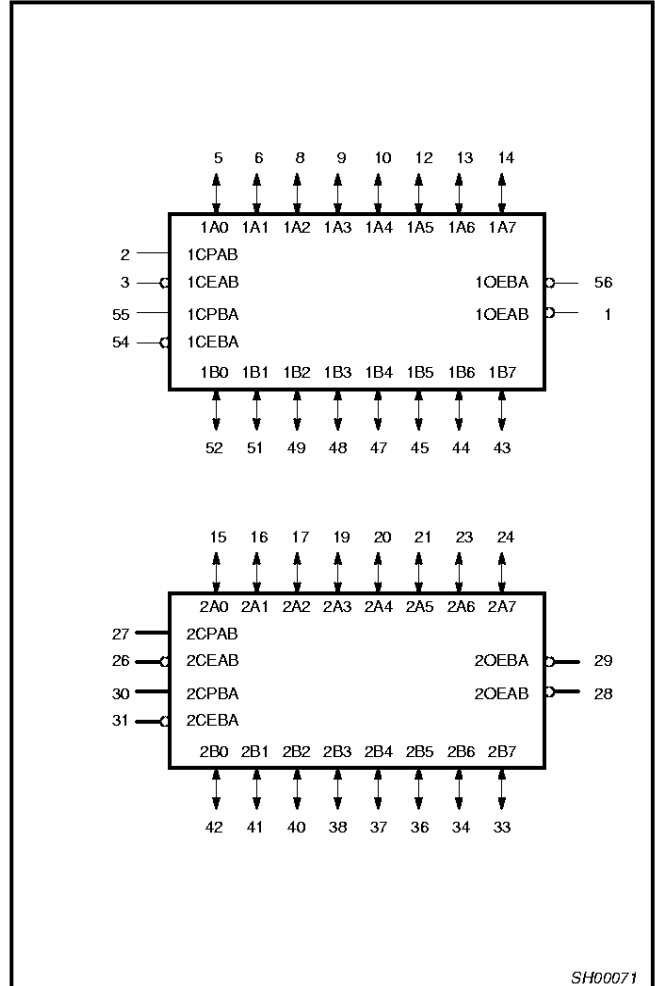 5 6 8 9 10 12 13 14
1A0 1A1 1A2 1A3 1A4 1A5 1A6 1A7
2 1CPAB
3 1CEAB 1OEBA 56
55 1CPBA 1OEAB 1
54 1CEBA
1B0 1B1 1B2 1B3 1B4 1B5 1B6 1B7
52 51 49 48 47 45 44 43
15 16 17 19 20 21 23 24
2A0 2A1 2A2 2A3 2A4 2A5 2A6 2A7
27 2CPAB
26 2CEAB 2OEBA 29
30 2CPBA 2OEAB 28
31 2CEBA
2B0 2B1 2B2 2B3 2B4 2B5 2B6 2B7
42 41 40 38 37 36 34 33
SH00071